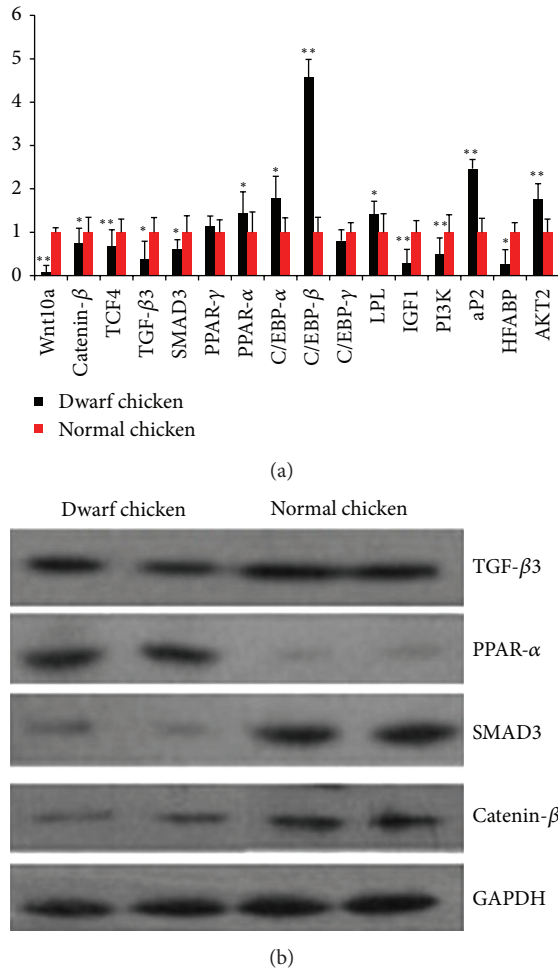 (a)
6
5
4
3
2
1
0
** * ** * * * * ** * ** ** ** * **
Wnt10a
Catenin-β
TCF4
TGF-β3
SMAD3
PPAR-γ
PPAR-α
C/EBP-α
C/EBP-β
C/EBP-γ
LPL
IGF1
PI3K
aP2
HFABP
AKT2
Dwarf chicken
Normal chicken
Dwarf chicken Normal chicken
TGF-β3
PPAR-α
SMAD3
Catenin-β
GAPDH
(b)